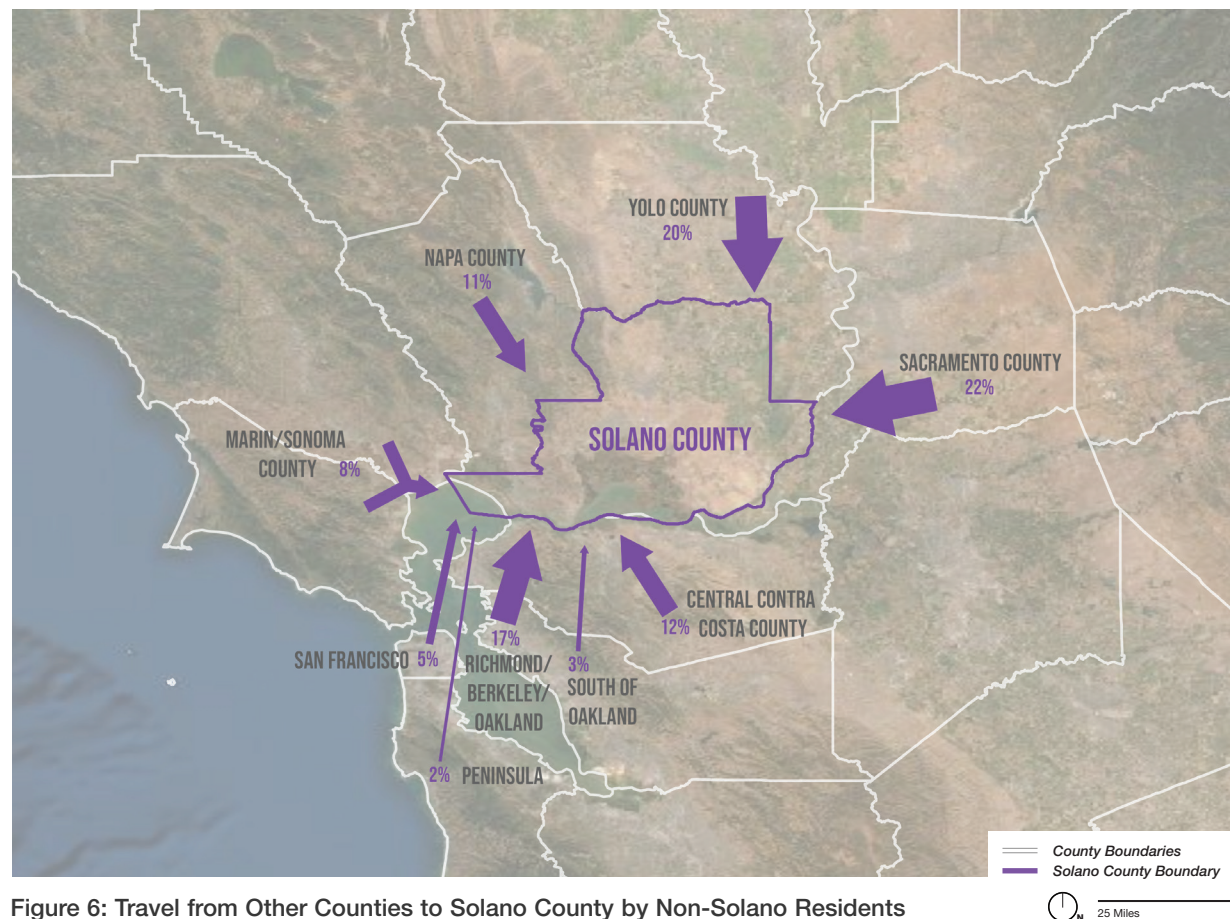 YOLO COUNTY
20%
NAPA COUNTY
11%
SACRAMENTO COUNTY
22%
SOLANO COUNTY
MARIN/SONOMA
COUNTY 8%
CENTRAL CONTRA
12% COSTA COUNTY
SAN FRANCISCO 5%
17%
RICHMOND/
BERKELEY/
OAKLAND
3%
SOUTH OF
OAKLAND
2% PENINSULA
County Boundaries
Solano County Boundary
Figure 6: Travel from Other Counties to Solano County by Non-Solano Residents
N
25 Miles